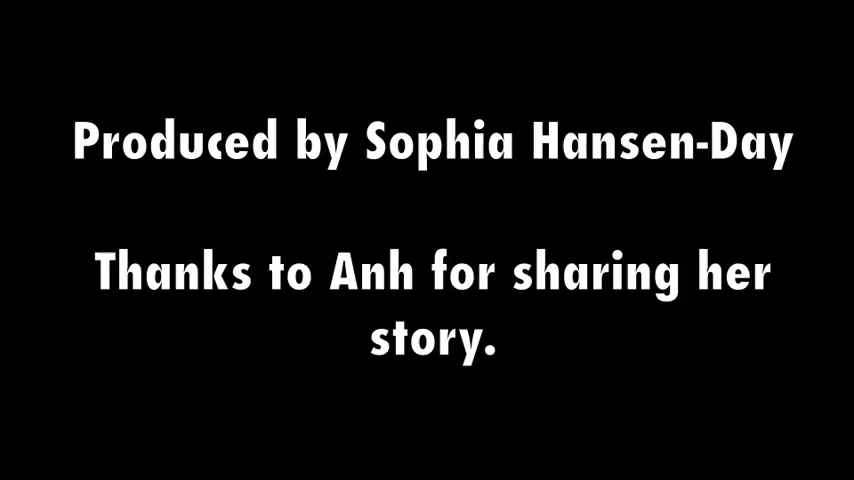 Produced by Sophia Hansen-Day
Thanks to Anh for sharing her
story.